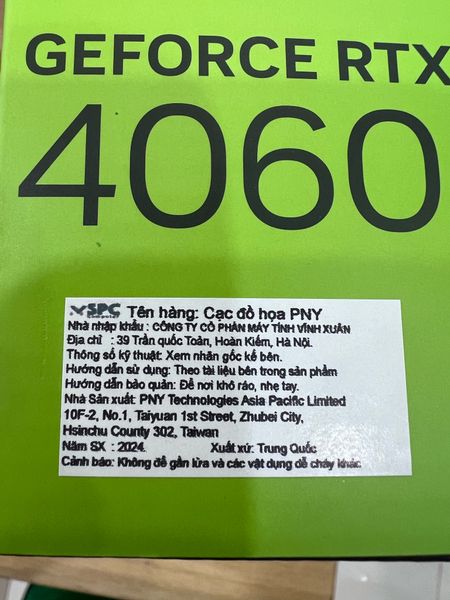 GEFORCE RTX
4060
SPC Tên hàng: Cạc đồ họa PNY
Nhà nhập khẩu : CÔNG TY CỔ PHẦN MÁY TÍNH VĨNH XUÂN
Địa chỉ : 39 Trần quốc Toản, Hoàn Kiếm, Hà Nội.
Thông số kỹ thuật: Xem nhãn gốc kế bên.
Hướng dẫn sử dụng: Theo tài liệu bên trong sản phẩm
Hướng dẫn bảo quản: Để nơi khô ráo, nhẹ tay.
Nhà Sản xuất: PNY Technologies Asia Pacific Limited
10F-2, No.1, Taiyuan 1st Street, Zhubei City,
Hsinchu County 302, Taiwan
Năm SX : 2024. Xuất xứ: Trung Quốc
Cảnh báo: Không để gần lửa và các vật dụng dễ cháy khác.